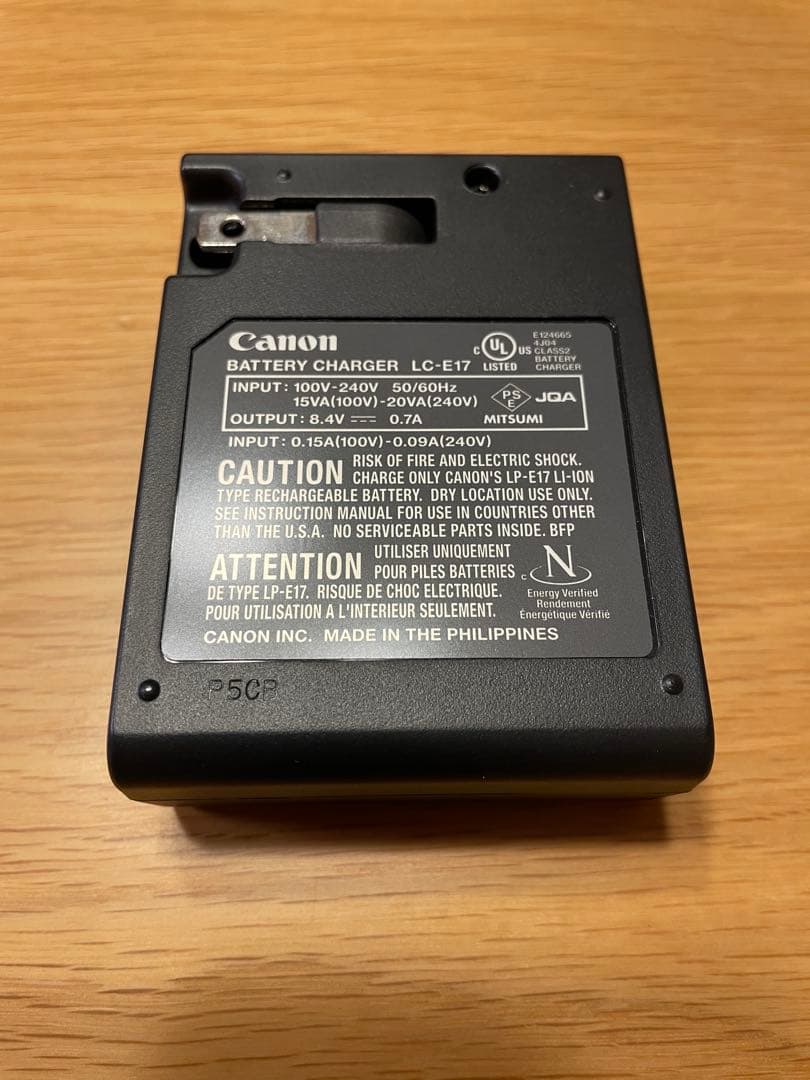 Canon
BATTERY CHARGER LC-E17
C UL US
LISTED
E124665
4J04
CLASS2
BATTERY
CHARGER
INPUT: 100V-240V 50/60Hz
15VA(100V)-20VA(240V)
OUTPUT: 8.4V ⎓ 0.7A
PS
E
JQA
MITSUMI
INPUT: 0.15A(100V)-0.09A(240V)
CAUTION RISK OF FIRE AND ELECTRIC SHOCK.
CHARGE ONLY CANON'S LP-E17 LI-ION
TYPE RECHARGEABLE BATTERY. DRY LOCATION USE ONLY.
SEE INSTRUCTION MANUAL FOR USE IN COUNTRIES OTHER
THAN THE U.S.A. NO SERVICEABLE PARTS INSIDE. BFP
ATTENTION UTILISER UNIQUEMENT
POUR PILES BATTERIES
DE TYPE LP-E17. RISQUE DE CHOC ELECTRIQUE.
POUR UTILISATION A L'INTERIEUR SEULEMENT.
C N
Energy Verified
Rendement
Énergétique Vérifié
CANON INC. MADE IN THE PHILIPPINES
P5CP